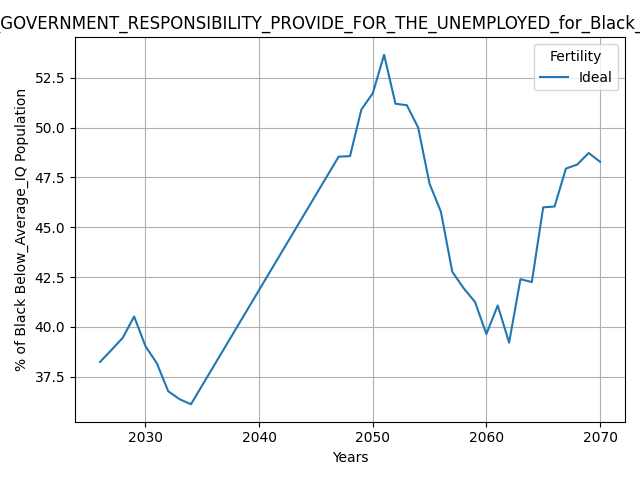 _GOVERNMENT_RESPONSIBILITY_PROVIDE_FOR_THE_UNEMPLOYED_for_Black_
Fertility
Ideal
% of Black Below_Average_IQ Population
52.5
50.0
47.5
45.0
42.5
40.0
37.5
2030 2040 2050 2060 2070
Years